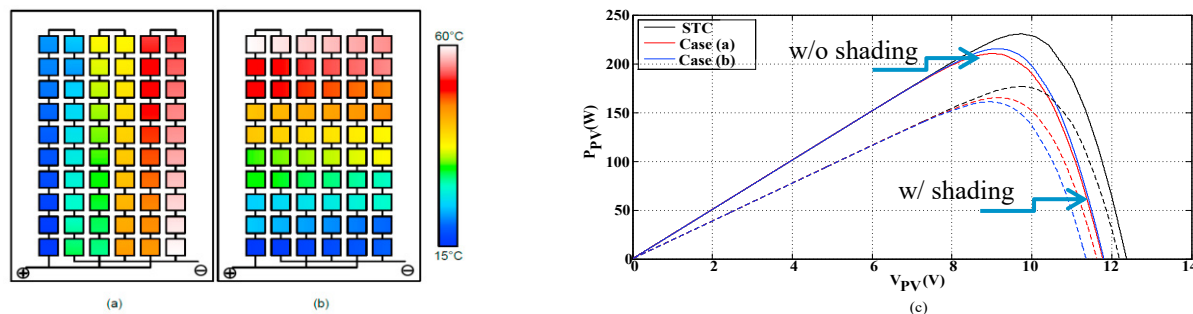 60°C
15°C
⊕
⊖
⊕
⊖
(a)
(b)
STC
Case (a)
Case (b)
w/o shading
w/ shading
250
200
150
100
50
0
0 2 4 6 8 10 12 14
P_PV(W)
V_PV(V)
(c)